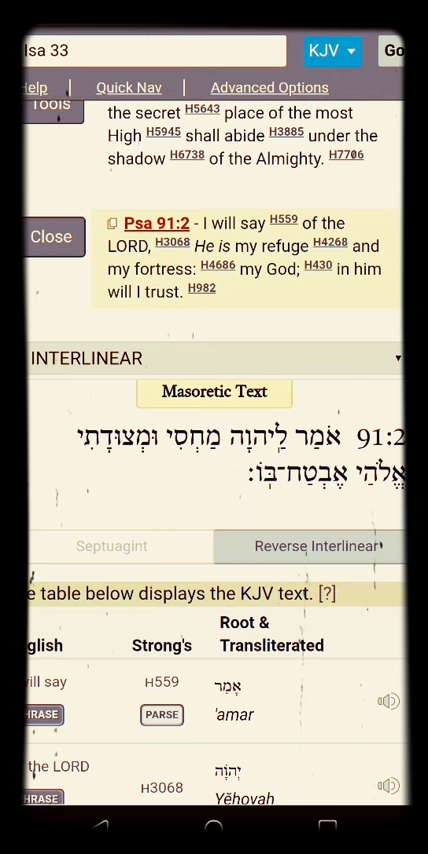 Isa 33
KJV
Go
Help | Quick Nav | Advanced Options
Tools
the secret H5643 place of the most
High H5945 shall abide H3885 under the
shadow H6738 of the Almighty. H7706
Close
Psa 91:2 - I will say H559 of the
LORD, H3068 He is my refuge H4268 and
my fortress: H4686 my God; H430 in him
will I trust. H982
INTERLINEAR
Masoretic Text
91:2 אֹמַר לַֽיהוָה מַחְסִי וּמְצוּדָתִי
אֱלֹהַי אֶבְטַח־בּֽוֹ׃
Septuagint
Reverse Interlinear
e table below displays the KJV text. [?]
glish
Strong's
Root &
Transliterated
will say
H559
אָמַר
HRASE
PARSE
'amar
the LORD
H3068
יְהֹוָה
HRASE
Yĕhovah